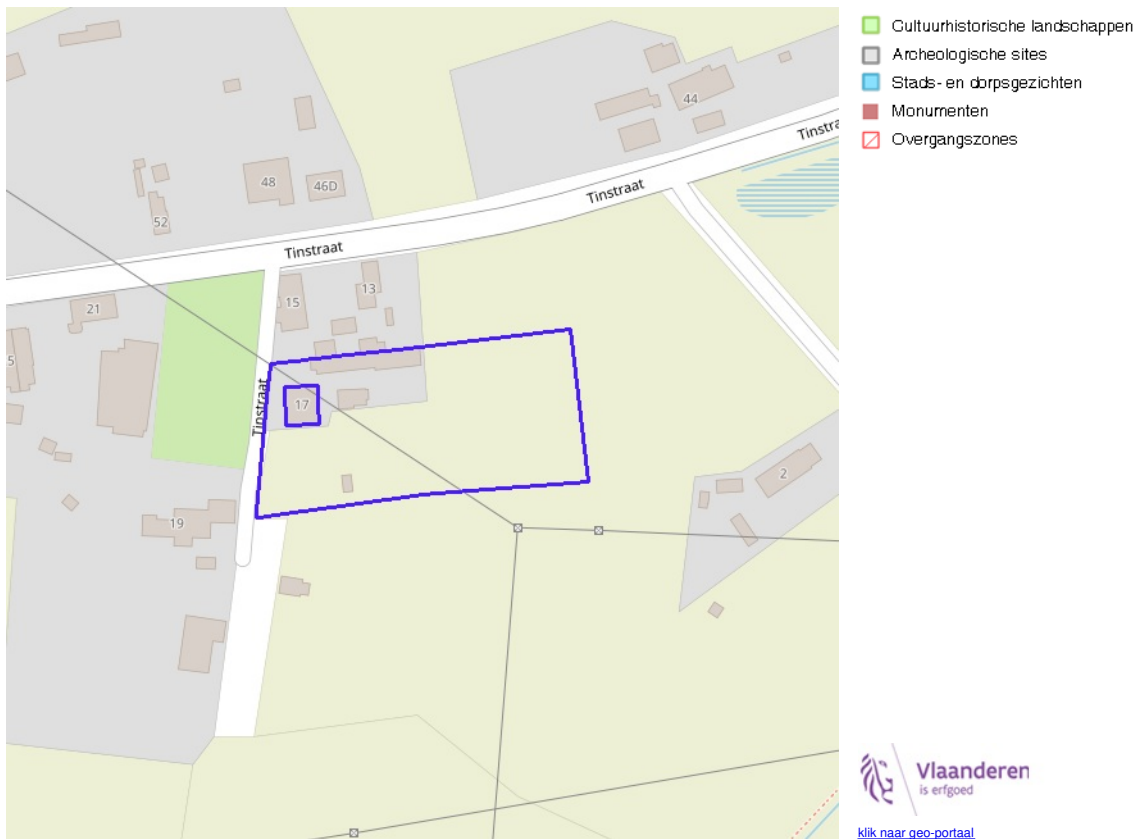 Cultuurhistorische landschappen
Archeologische sites
Stads- en dorpsgezichten
Monumenten
Overgangszones
44
Tinstra
48
46D
Tinstraat
52
Tinstraat
21
15
13
5
Tinstraat
17
2
19
Vlaanderen
is erfgoed
klik naar geo-portaal